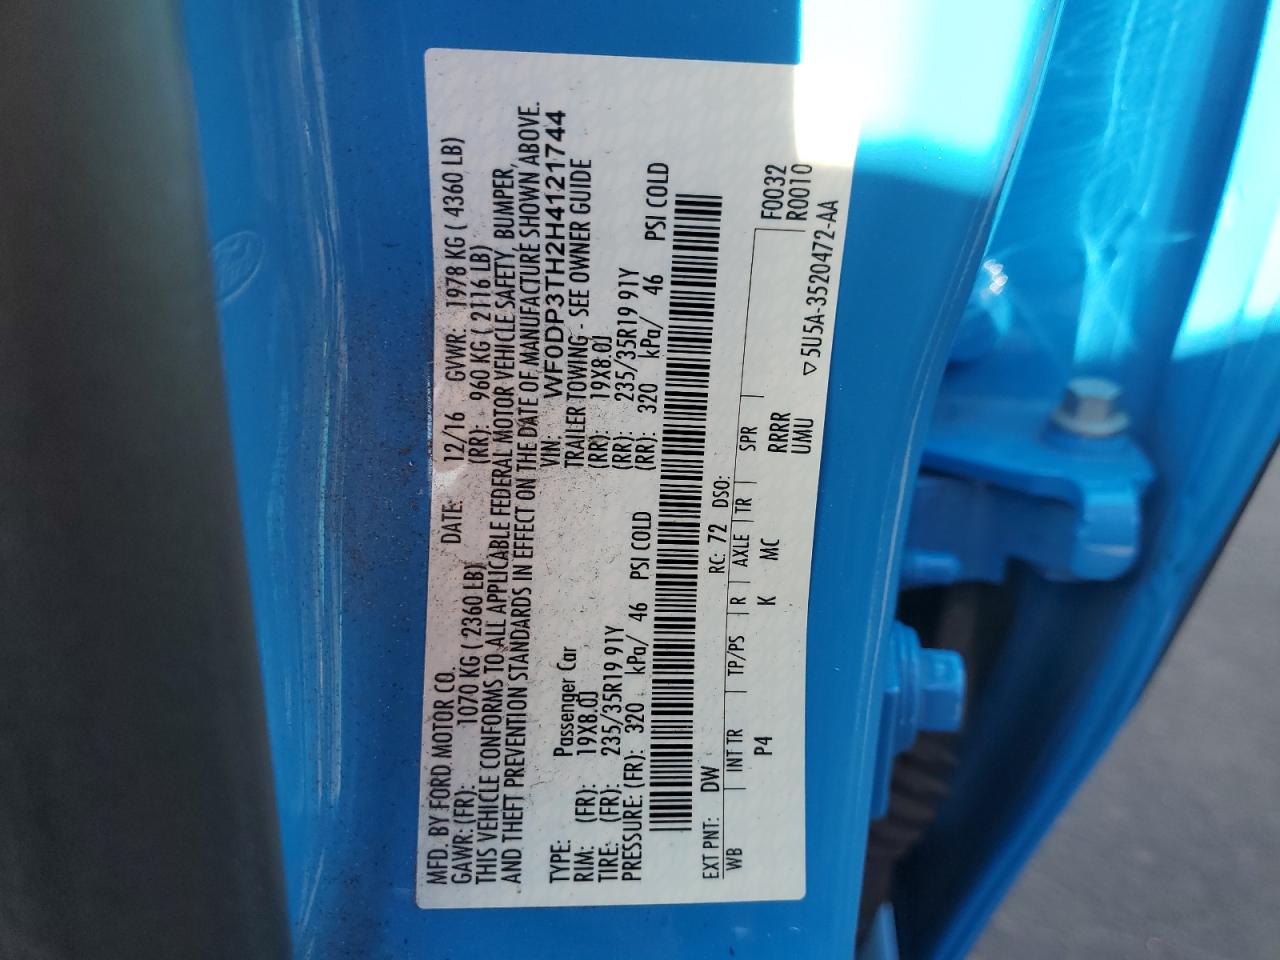 MFD. BY FORD MOTOR CO. DATE: 12/16 GVWR: 1978 KG ( 4360 LB)
GAWR: (FR): 1070 KG ( 2360 LB) (RR): 960 KG ( 2116 LB)
THIS VEHICLE CONFORMS TO ALL APPLICABLE FEDERAL MOTOR VEHICLE SAFETY, BUMPER,
AND THEFT PREVENTION STANDARDS IN EFFECT ON THE DATE OF MANUFACTURE SHOWN ABOVE.
VIN: WF0DP3TH2H4121744
TYPE: Passenger Car TRAILER TOWING - SEE OWNER GUIDE
RIM: (FR): 19X8.0J (RR): 19X8.0J
TIRE: (FR): 235/35R19 91Y (RR): 235/35R19 91Y
PRESSURE: (FR): 320 kPa/ 46 PSI COLD (RR): 320 kPa/ 46 PSI COLD
EXT PNT: DW RC: 72 DSO:
WB INT TR TP/PS R AXLE TR SPR F0032
P4 K MC RRRR R0010
UMU
▽5U5A-3520472-AA